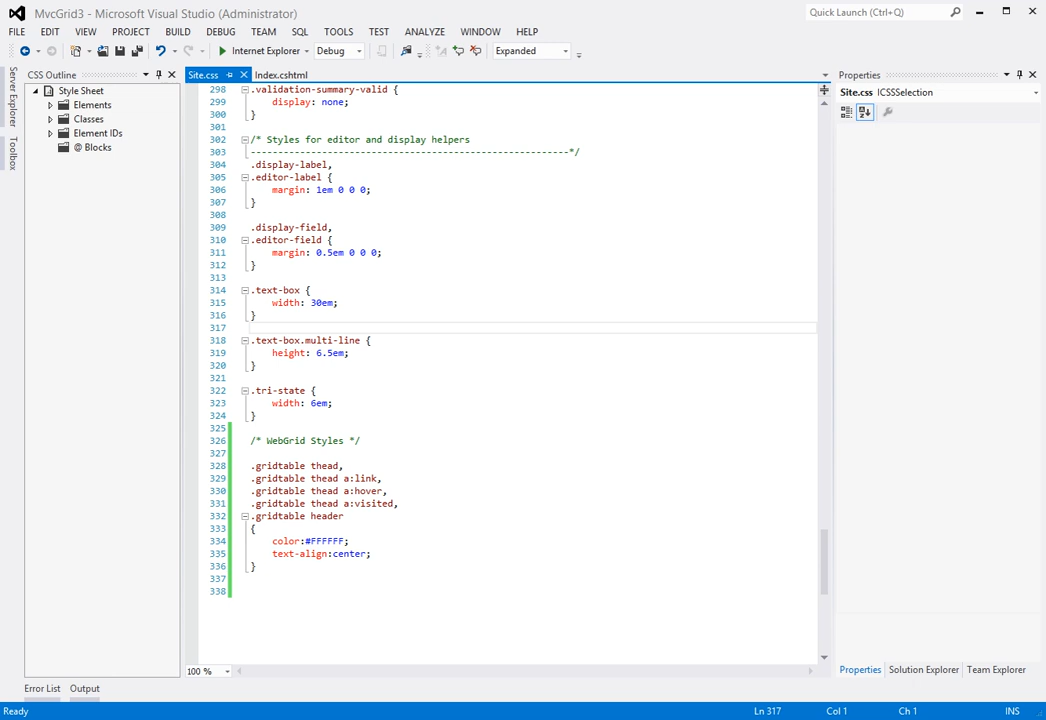 MvcGrid3 - Microsoft Visual Studio (Administrator)
Quick Launch (Ctrl+Q)
FILE EDIT VIEW PROJECT BUILD DEBUG TEAM SQL TOOLS TEST ANALYZE WINDOW HELP
Internet Explorer Debug Expanded
Server Explorer
Toolbox
CSS Outline
Style Sheet
Elements
Classes
Element IDs
@ Blocks
Site.css Index.cshtml
298 .validation-summary-valid {
299 display: none;
300 }
301
302 /* Styles for editor and display helpers
303 -----------------------------------------------------------*/
304 .display-label,
305 .editor-label {
306 margin: 1em 0 0 0;
307 }
308
309 .display-field,
310 .editor-field {
311 margin: 0.5em 0 0 0;
312 }
313
314 .text-box {
315 width: 30em;
316 }
317
318 .text-box.multi-line {
319 height: 6.5em;
320 }
321
322 .tri-state {
323 width: 6em;
324 }
325
326 /* WebGrid Styles */
327
328 .gridtable thead,
329 .gridtable thead a:link,
330 .gridtable thead a:hover,
331 .gridtable thead a:visited,
332 .gridtable header
333 {
334 color:#FFFFFF;
335 text-align:center;
336 }
337
338
100 %
Properties
Site.css ICSSSelection
Properties Solution Explorer Team Explorer
Error List Output
Ready Ln 317 Col 1 Ch 1 INS